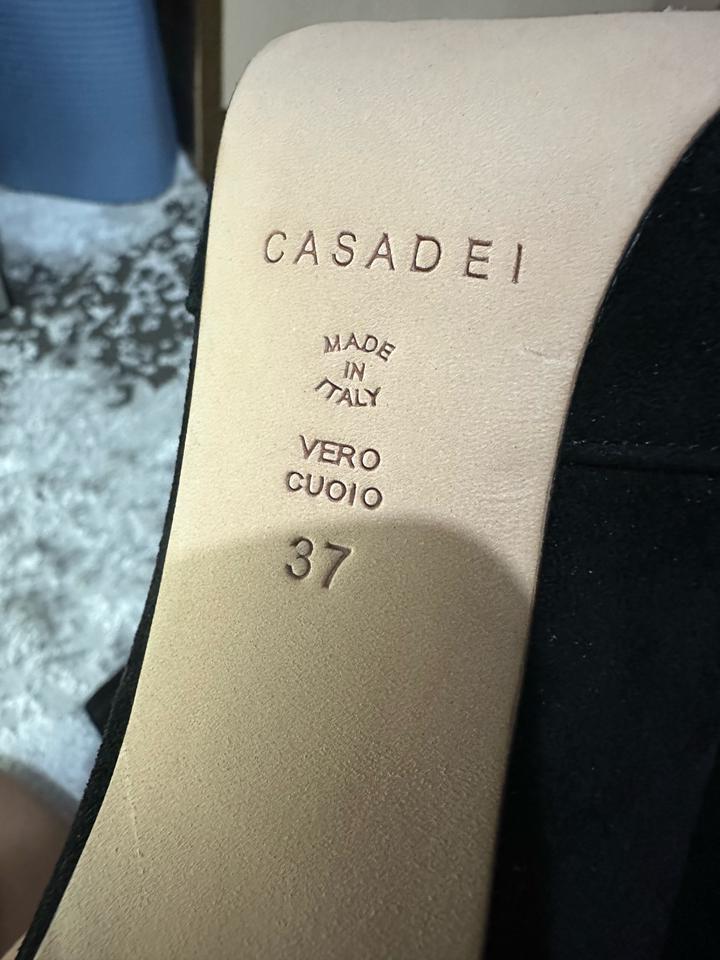 CASADEI
MADE
IN
ITALY
VERO
CUOIO
37